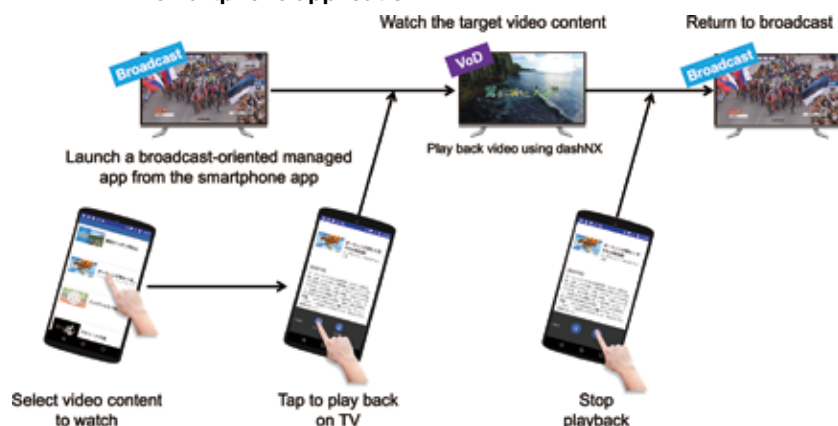 Watch the target video content
Return to broadcast
Broadcast
VoD
Broadcast
Launch a broadcast-oriented managed
app from the smartphone app
Play back video using dashNX
Select video content
to watch
Tap to play back
on TV
Stop
playback